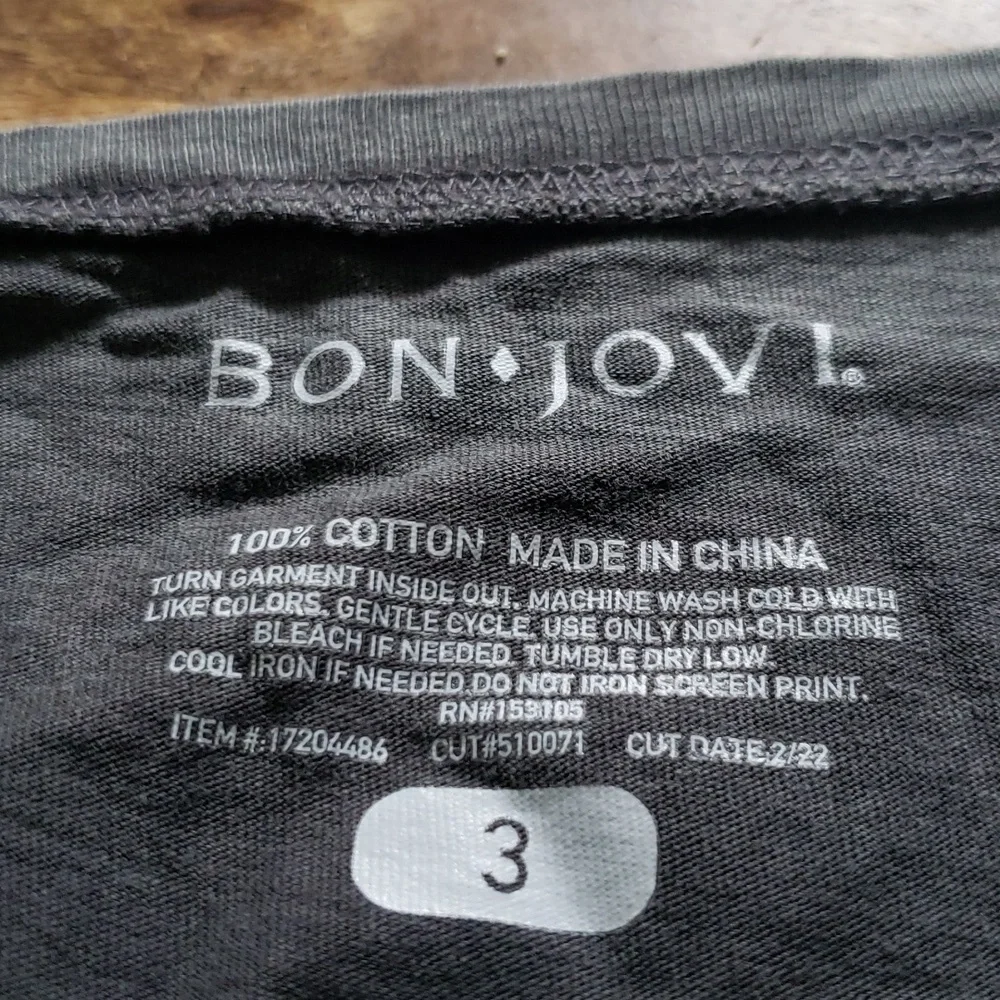 BON♦JOVI®
100% COTTON MADE IN CHINA
TURN GARMENT INSIDE OUT. MACHINE WASH COLD WITH
LIKE COLORS. GENTLE CYCLE. USE ONLY NON-CHLORINE
BLEACH IF NEEDED. TUMBLE DRY LOW.
COOL IRON IF NEEDED.DO NOT IRON SCREEN PRINT.
RN#153105
ITEM #:17204486 CUT#510071 CUT DATE:2/22
3